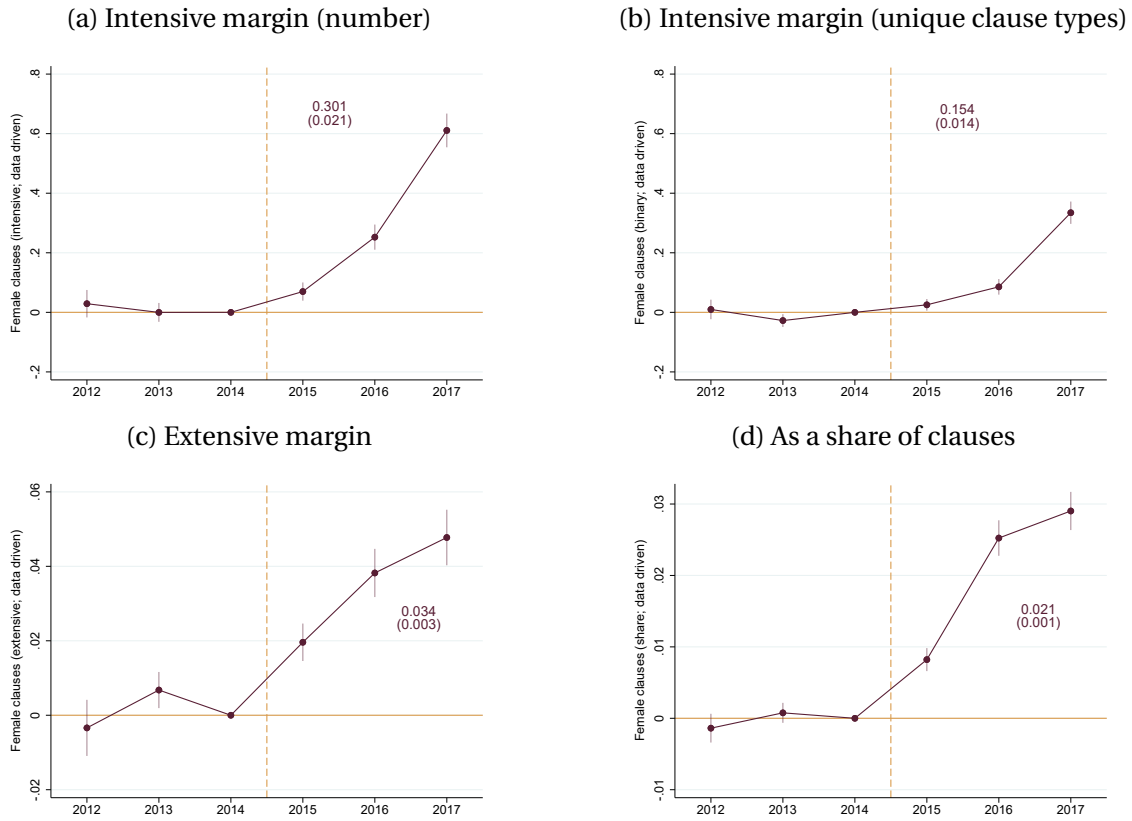 (a) Intensive margin (number)
Female clauses (intensive; data driven)
.8
.6
.4
.2
0
-.2
0.301
(0.021)
2012 2013 2014 2015 2016 2017
(b) Intensive margin (unique clause types)
Female clauses (binary; data driven)
.8
.6
.4
.2
0
-.2
0.154
(0.014)
2012 2013 2014 2015 2016 2017
(c) Extensive margin
Female clauses (extensive; data driven)
.06
.04
.02
0
-.02
0.034
(0.003)
2012 2013 2014 2015 2016 2017
(d) As a share of clauses
Female clauses (share; data driven)
.03
.02
.01
0
-.01
0.021
(0.001)
2012 2013 2014 2015 2016 2017